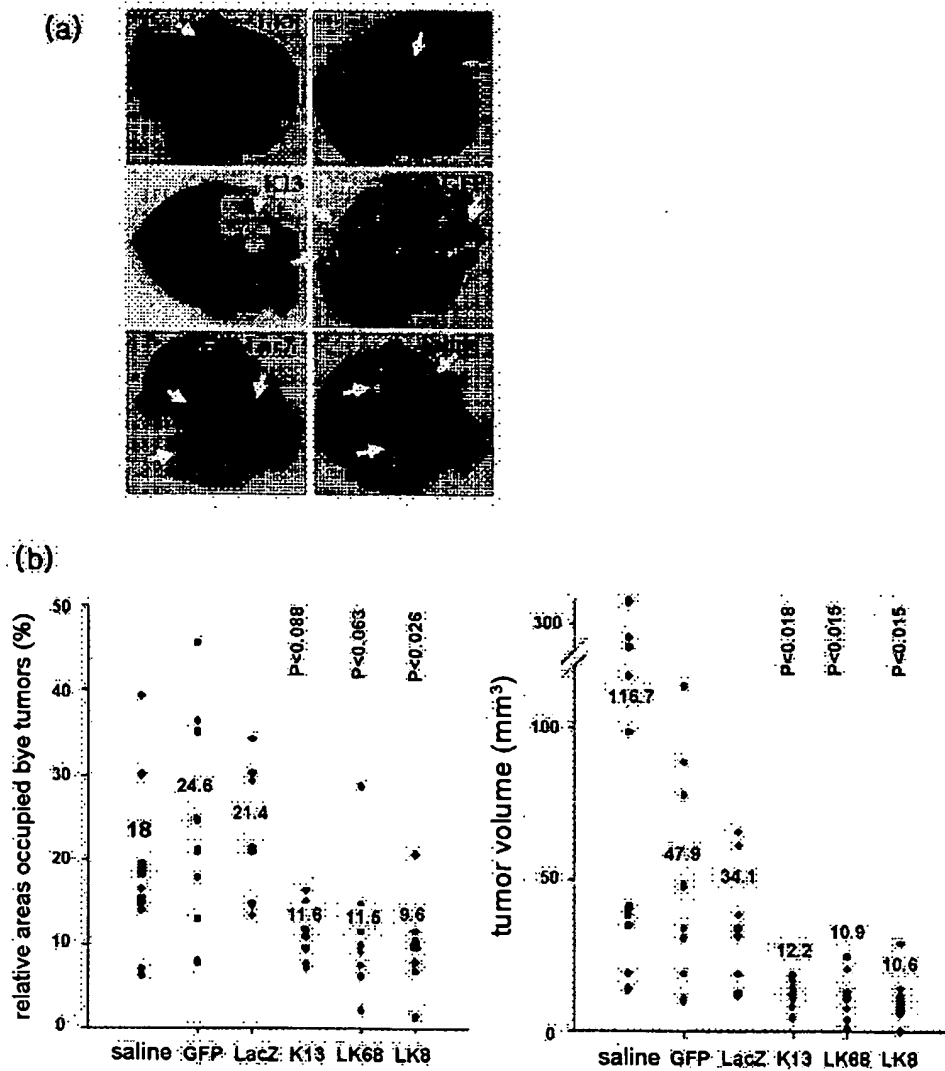 (a)
K13
(b)
relative areas occupied bye tumors (%)
50
40
30
20
10
0
18
24.6
21.4
11.6
11.5
9.6
P<0.088
P<0.063
P<0.026
saline GFP LacZ K13 LK68 LK8
tumor volume (mm³)
300
100
50
0
116.7
47.9
34.1
12.2
10.9
10.6
P<0.018
P<0.015
P<0.015
saline GFP LacZ K13 LK68 LK8